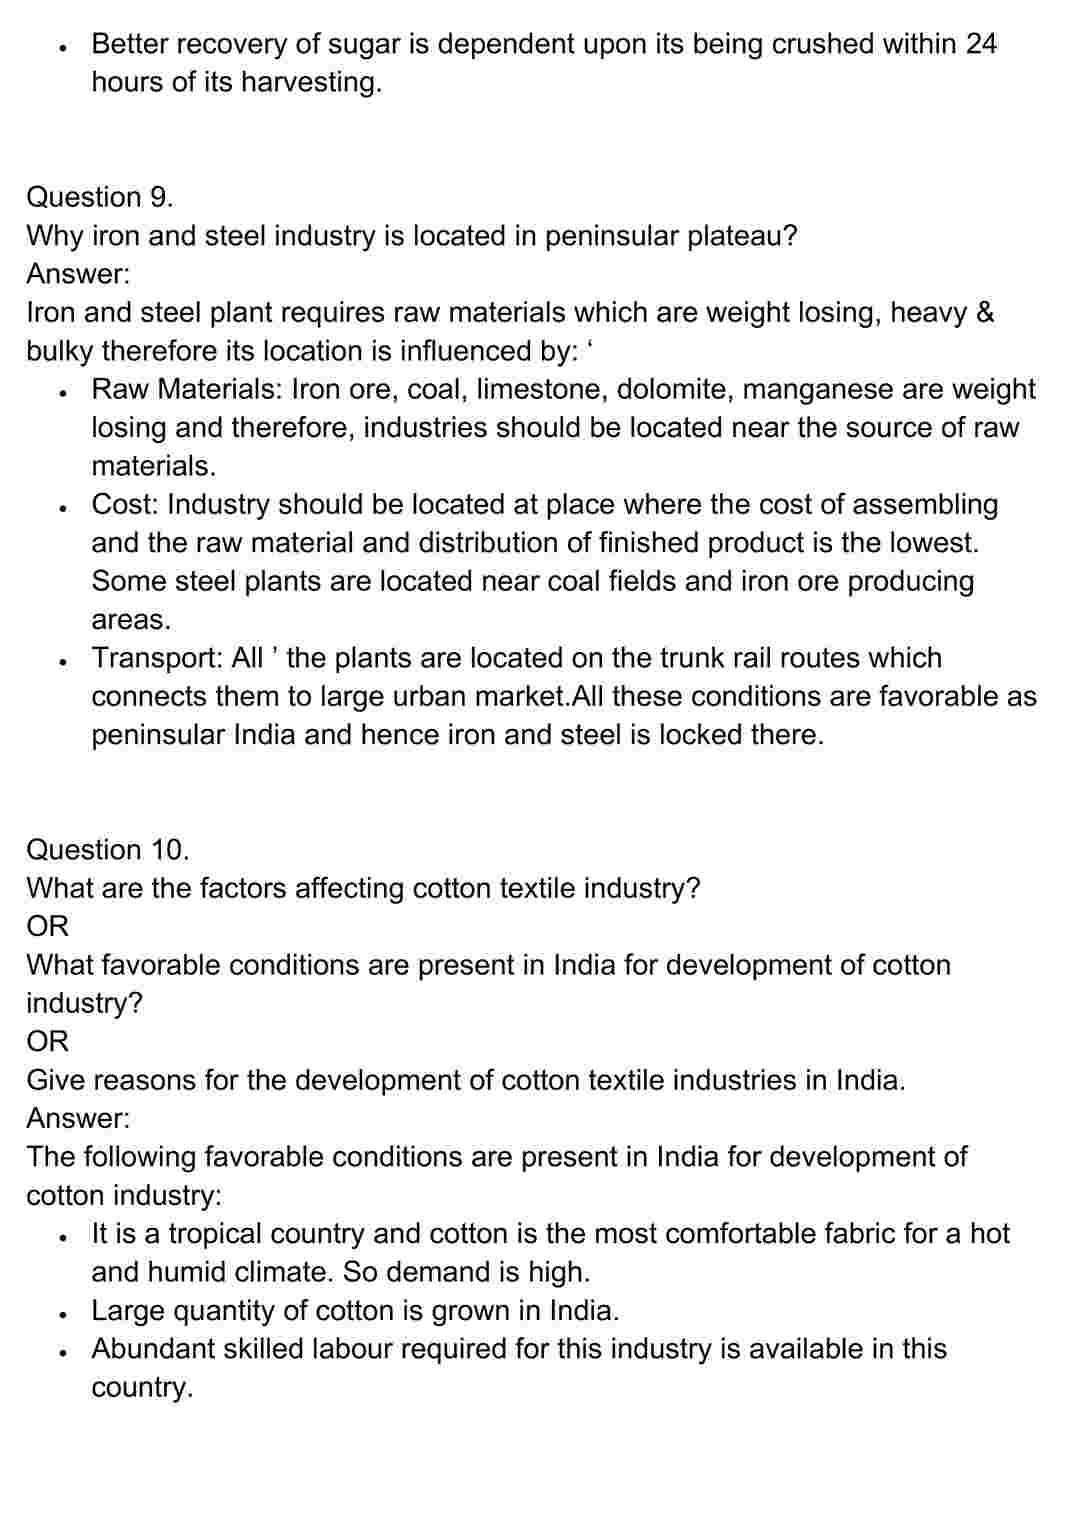 • Better recovery of sugar is dependent upon its being crushed within 24
hours of its harvesting.
Question 9.
Why iron and steel industry is located in peninsular plateau?
Answer:
Iron and steel plant requires raw materials which are weight losing, heavy &
bulky therefore its location is influenced by: ‘
• Raw Materials: Iron ore, coal, limestone, dolomite, manganese are weight
losing and therefore, industries should be located near the source of raw
materials.
• Cost: Industry should be located at place where the cost of assembling
and the raw material and distribution of finished product is the lowest.
Some steel plants are located near coal fields and iron ore producing
areas.
• Transport: All ’ the plants are located on the trunk rail routes which
connects them to large urban market.All these conditions are favorable as
peninsular India and hence iron and steel is locked there.
Question 10.
What are the factors affecting cotton textile industry?
OR
What favorable conditions are present in India for development of cotton
industry?
OR
Give reasons for the development of cotton textile industries in India.
Answer:
The following favorable conditions are present in India for development of
cotton industry:
• It is a tropical country and cotton is the most comfortable fabric for a hot
and humid climate. So demand is high.
• Large quantity of cotton is grown in India.
• Abundant skilled labour required for this industry is available in this
country.